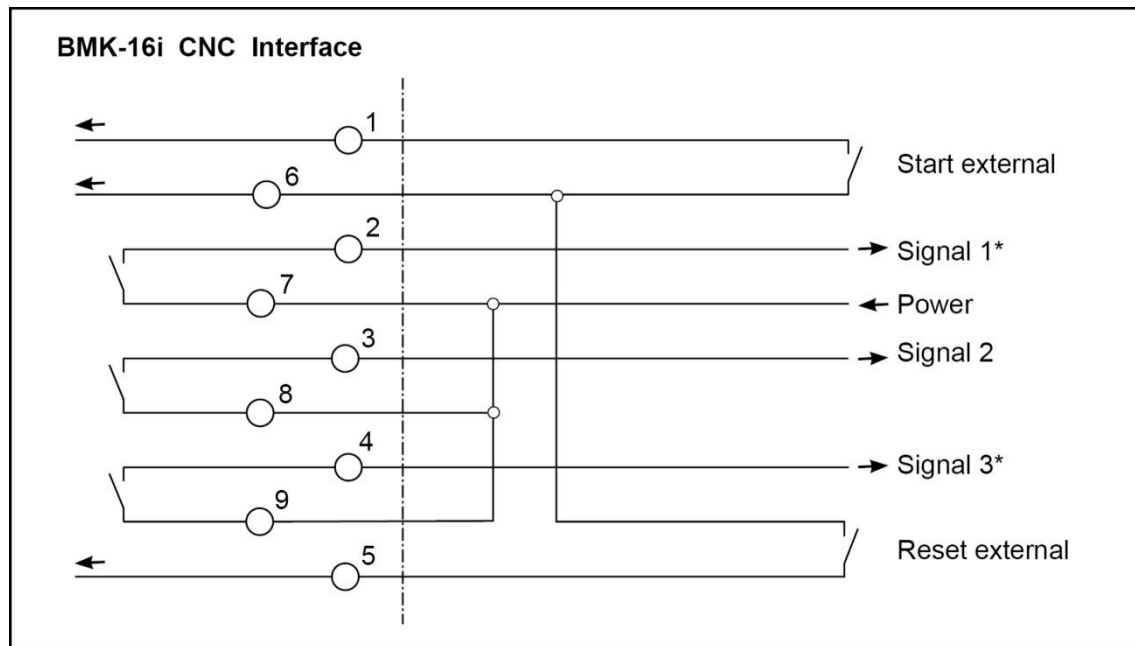 BMK-16i CNC Interface
1
Start external
6
2
Signal 1*
7
Power
3
Signal 2
8
4
Signal 3*
9
Reset external
5